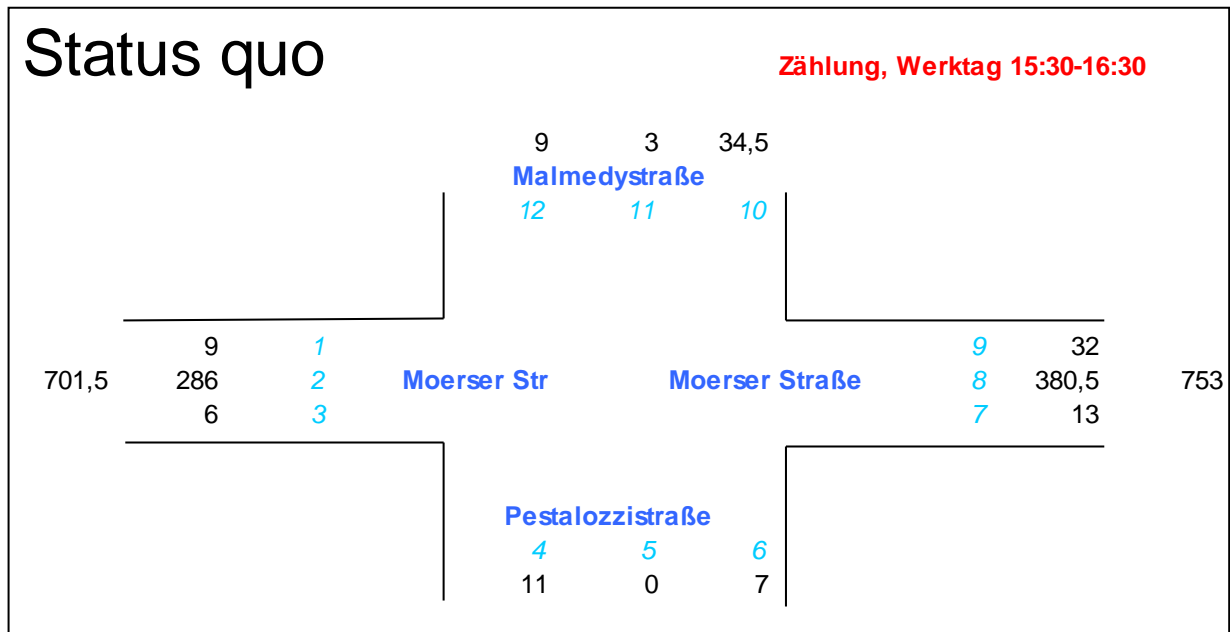 Status quo
Zählung, Werktag 15:30-16:30
9 3 34,5
Malmedystraße
12 11 10
9 1 9 32
701,5 286 2 Moerser Str Moerser Straße 8 380,5 753
6 3 7 13
Pestalozzistraße
4 5 6
11 0 7